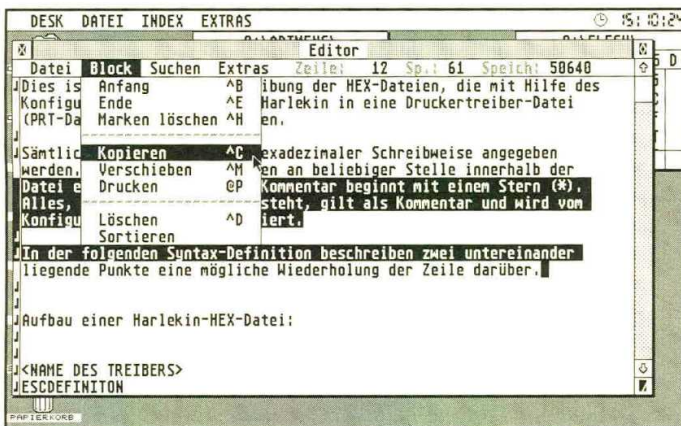 DESK DATEI INDEX EXTRAS 15:10:24
Editor
Datei Block Suchen Extras Zeile: 12 Sp.: 61 Speich: 50640
Dies is Anfang ^B ibung der HEX-Dateien, die mit Hilfe des
Konfigu Ende ^E Harlekin in eine Druckertreiber-Datei
(PRT-Da Marken löschen ^H en.
Sämtlic Kopieren ^C exadezimaler Schreibweise angegeben
werden. Verschieben ^M en an beliebiger Stelle innerhalb der
Datei e Drucken @P Kommentar beginnt mit einem Stern (*).
Alles, steht, gilt als Kommentar und wird vom
Konfigu Löschen ^D iert.
Sortieren
In der folgenden Syntax-Definition beschreiben zwei untereinander
liegende Punkte eine mögliche Wiederholung der Zeile darüber.
Aufbau einer Harlekin-HEX-Datei:
<NAME DES TREIBERS>
ESCDEFINITON
PAPIERKORB